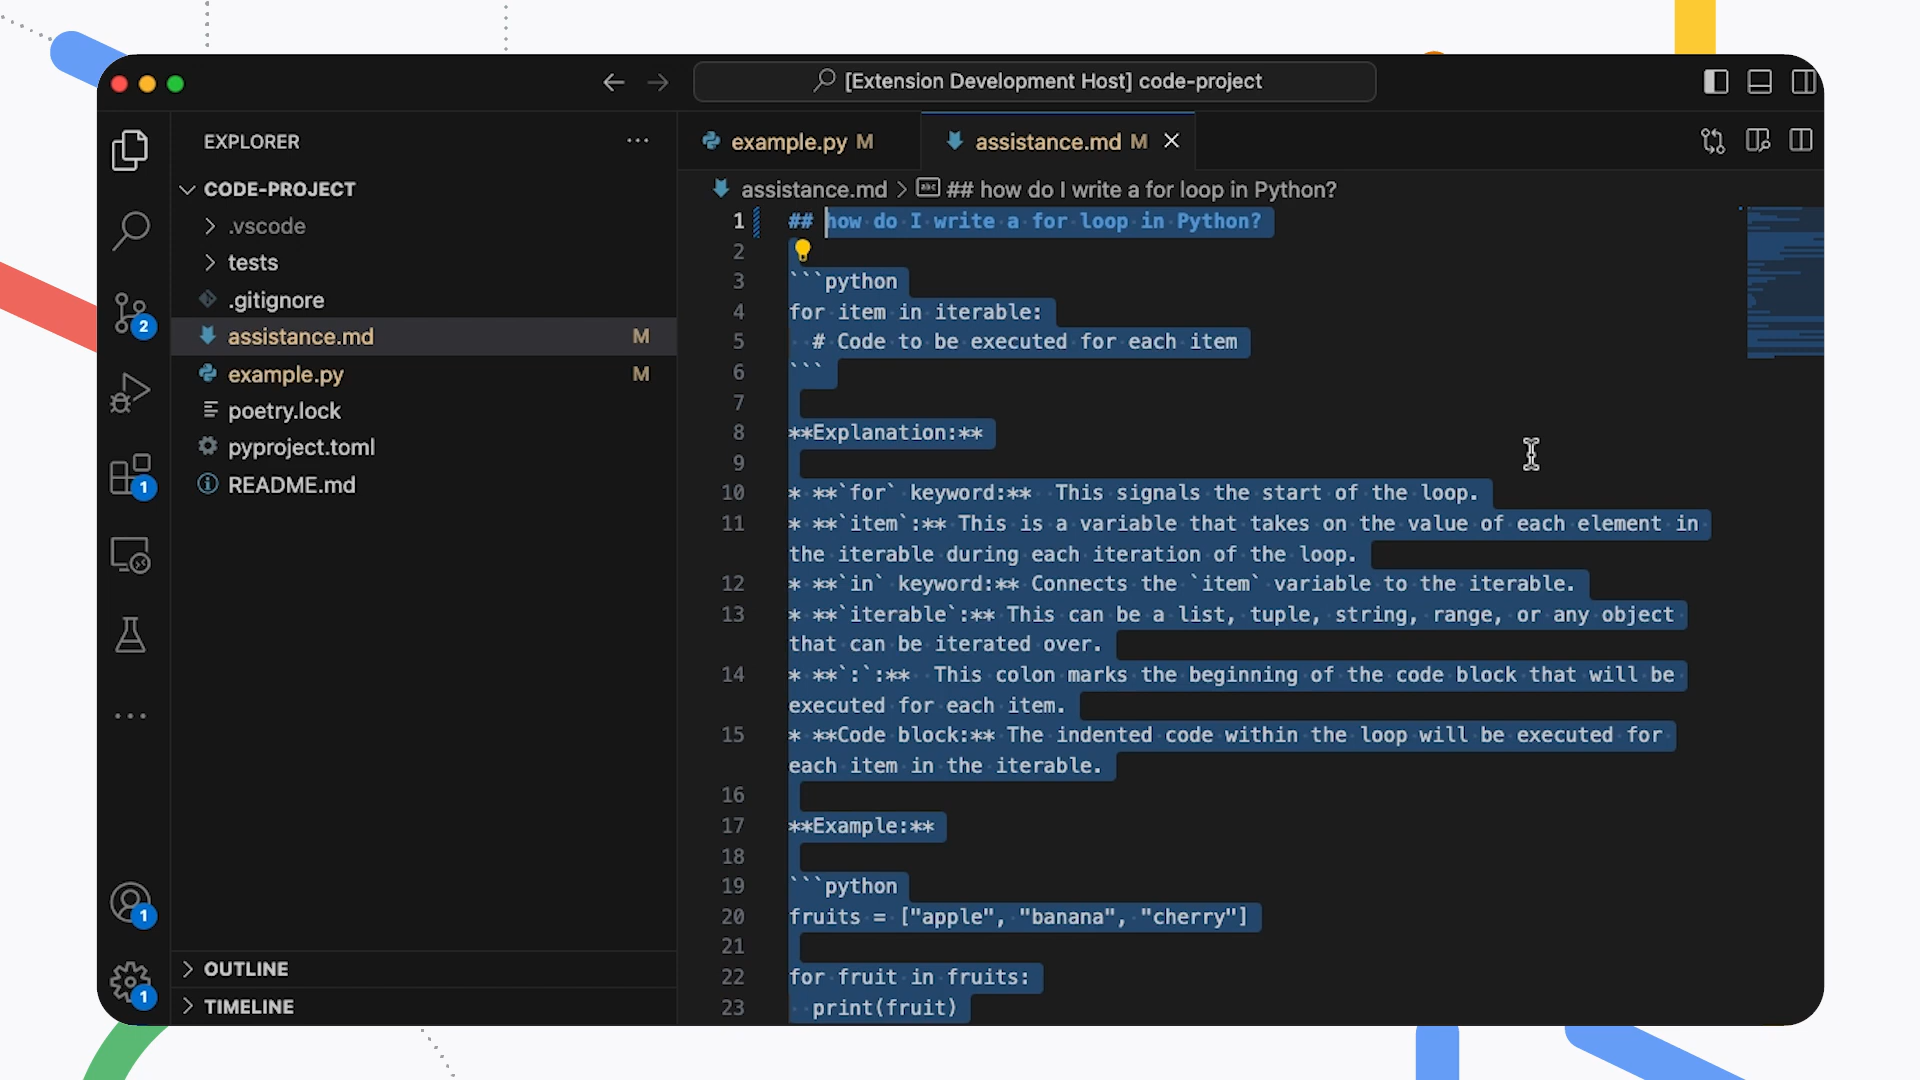 [Extension Development Host] code-project
EXPLORER
CODE-PROJECT
.vscode
tests
.gitignore
assistance.md M
example.py M
poetry.lock
pyproject.toml
README.md
OUTLINE
TIMELINE
2
1
1
1
example.py M
assistance.md M
assistance.md > ## how do I write a for loop in Python?
1 ## how do I write a for loop in Python?
2
3 ```python
4 for item in iterable:
5   # Code to be executed for each item
6 ```
7
8 **Explanation:**
9
10 * **`for` keyword:**  This signals the start of the loop.
11 * **`item`:** This is a variable that takes on the value of each element in
the iterable during each iteration of the loop.
12 * **`in` keyword:** Connects the `item` variable to the iterable.
13 * **`iterable`:** This can be a list, tuple, string, range, or any object
that can be iterated over.
14 * **`:`:**  This colon marks the beginning of the code block that will be
executed for each item.
15 * **Code block:** The indented code within the loop will be executed for
each item in the iterable.
16
17 **Example:**
18
19 ```python
20 fruits = ["apple", "banana", "cherry"]
21
22 for fruit in fruits:
23   print(fruit)